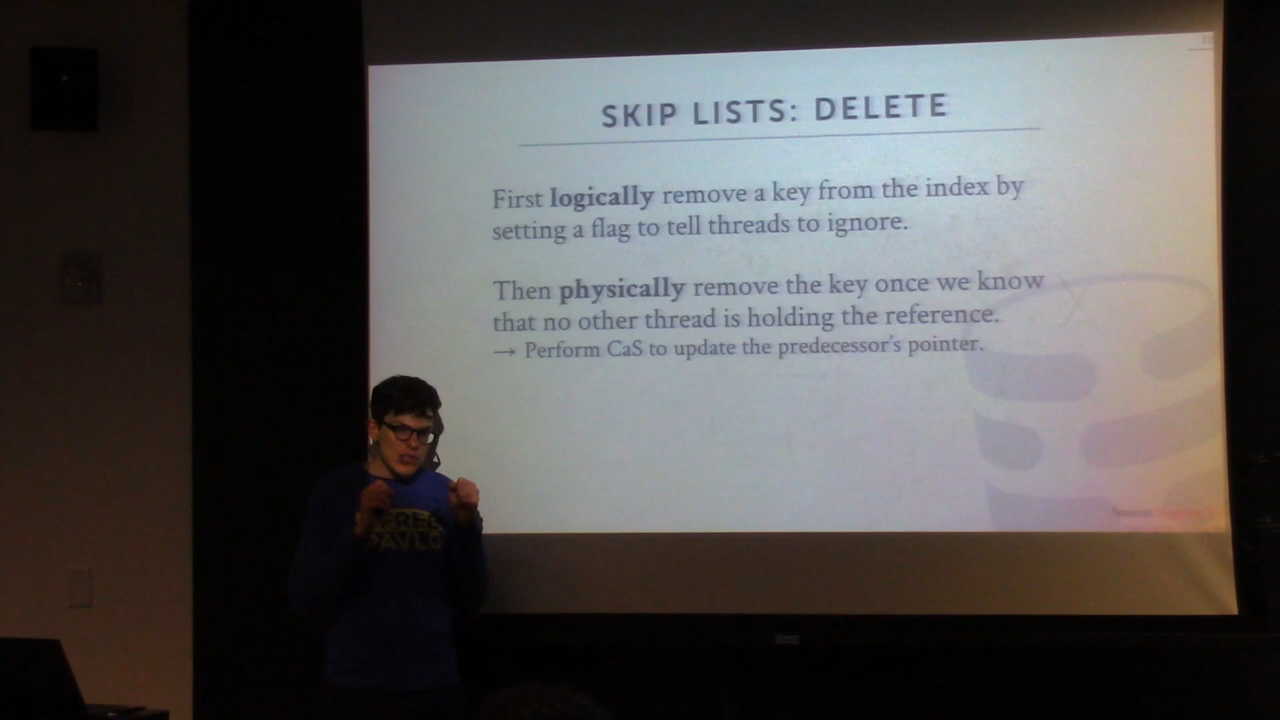 SKIP LISTS: DELETE
First logically remove a key from the index by
setting a flag to tell threads to ignore.
Then physically remove the key once we know
that no other thread is holding the reference.
→ Perform CaS to update the predecessor's pointer.
FREE
PAVLO